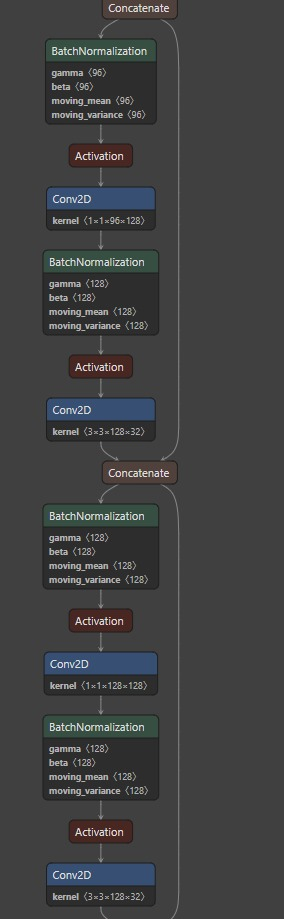 Concatenate
BatchNormalization
gamma ⟨96⟩
beta ⟨96⟩
moving_mean ⟨96⟩
moving_variance ⟨96⟩
Activation
Conv2D
kernel ⟨1×1×96×128⟩
BatchNormalization
gamma ⟨128⟩
beta ⟨128⟩
moving_mean ⟨128⟩
moving_variance ⟨128⟩
Activation
Conv2D
kernel ⟨3×3×128×32⟩
Concatenate
BatchNormalization
gamma ⟨128⟩
beta ⟨128⟩
moving_mean ⟨128⟩
moving_variance ⟨128⟩
Activation
Conv2D
kernel ⟨1×1×128×128⟩
BatchNormalization
gamma ⟨128⟩
beta ⟨128⟩
moving_mean ⟨128⟩
moving_variance ⟨128⟩
Activation
Conv2D
kernel ⟨3×3×128×32⟩